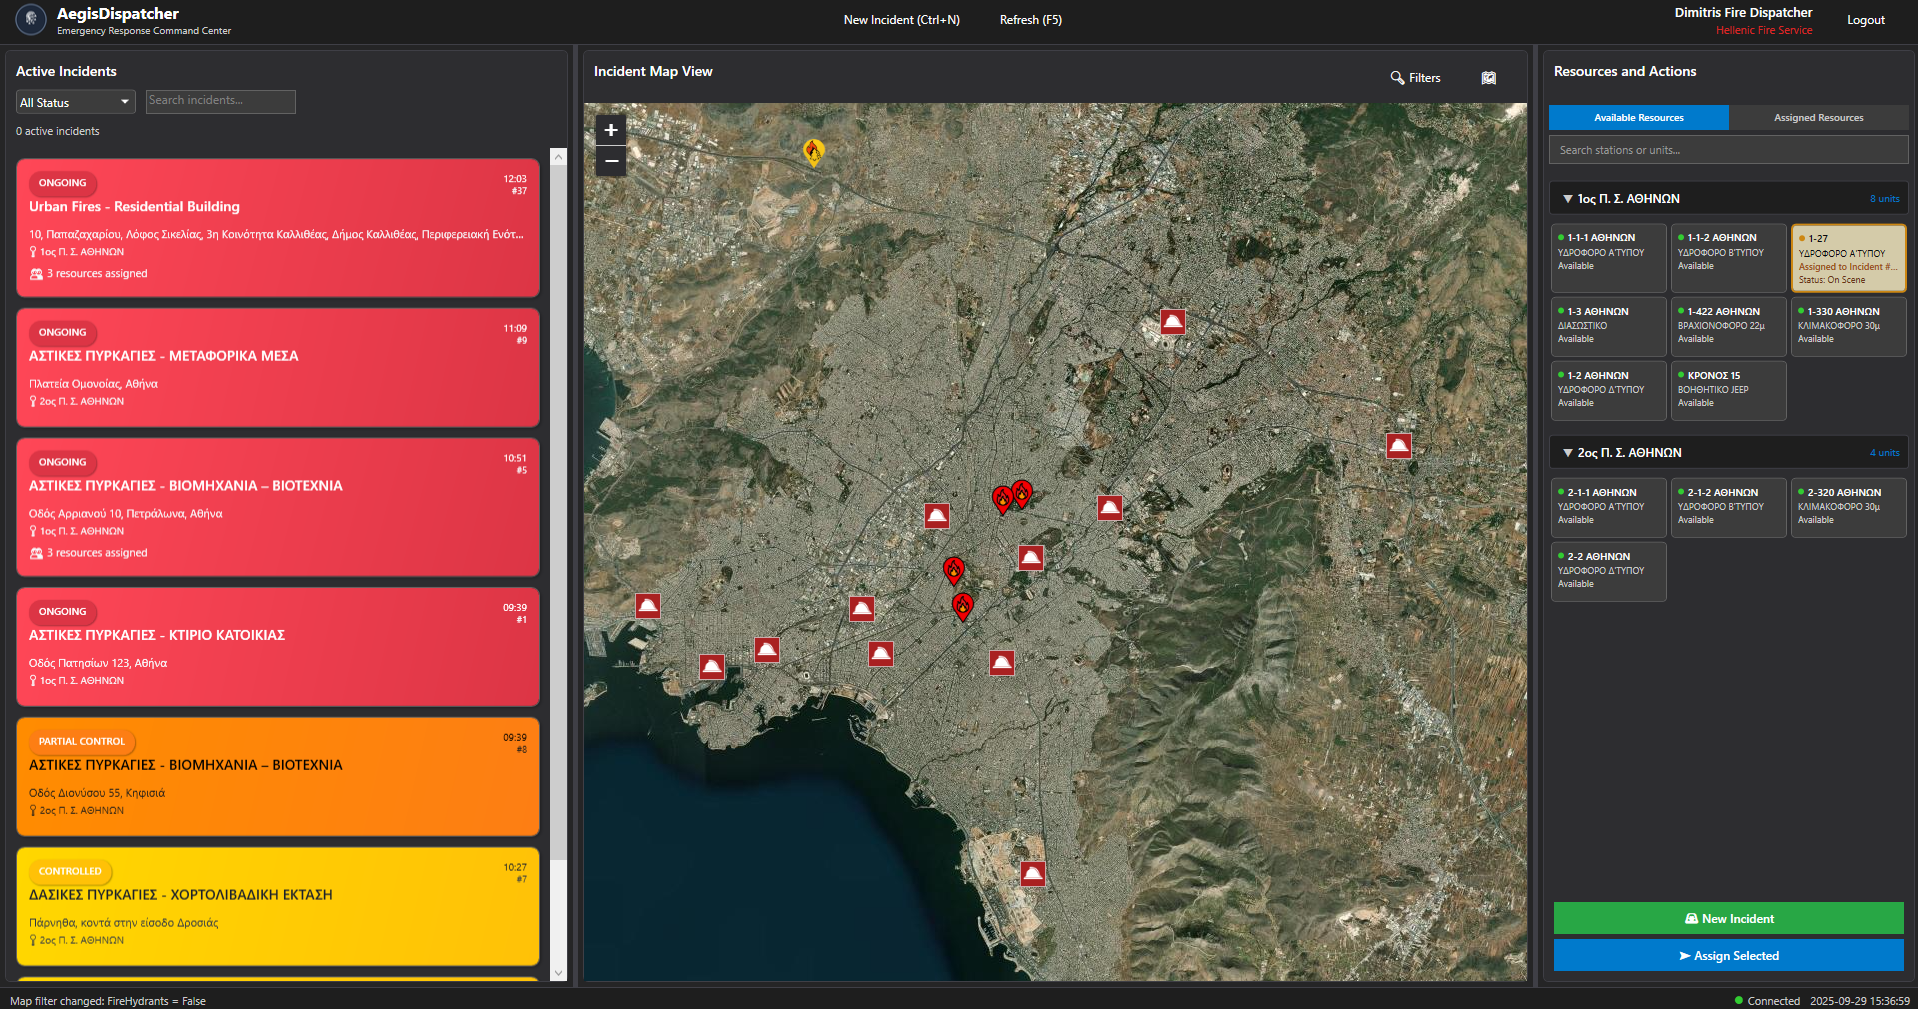 AegisDispatcher
Emergency Response Command Center
New Incident (Ctrl+N)
Refresh (F5)
Dimitris Fire Dispatcher
Hellenic Fire Service
Logout
Active Incidents
All Status
Search incidents...
0 active incidents
ONGOING
12:03
#37
Urban Fires - Residential Building
10, Παπαζαχαρίου, Λόφος Σικελίας, 3η Κοινότητα Καλλιθέας, Δήμος Καλλιθέας, Περιφερειακή Ενότ...
1ος Π. Σ. ΑΘΗΝΩΝ
3 resources assigned
ONGOING
11:09
#9
ΑΣΤΙΚΕΣ ΠΥΡΚΑΓΙΕΣ - ΜΕΤΑΦΟΡΙΚΑ ΜΕΣΑ
Πλατεία Ομονοίας, Αθήνα
2ος Π. Σ. ΑΘΗΝΩΝ
ONGOING
10:51
#5
ΑΣΤΙΚΕΣ ΠΥΡΚΑΓΙΕΣ - ΒΙΟΜΗΧΑΝΙΑ – ΒΙΟΤΕΧΝΙΑ
Οδός Αρριανού 10, Πετράλωνα, Αθήνα
1ος Π. Σ. ΑΘΗΝΩΝ
3 resources assigned
ONGOING
09:39
#1
ΑΣΤΙΚΕΣ ΠΥΡΚΑΓΙΕΣ - ΚΤΙΡΙΟ ΚΑΤΟΙΚΙΑΣ
Οδός Πατησίων 123, Αθήνα
1ος Π. Σ. ΑΘΗΝΩΝ
PARTIAL CONTROL
09:39
#8
ΑΣΤΙΚΕΣ ΠΥΡΚΑΓΙΕΣ - ΒΙΟΜΗΧΑΝΙΑ – ΒΙΟΤΕΧΝΙΑ
Οδός Διονύσου 55, Κηφισιά
2ος Π. Σ. ΑΘΗΝΩΝ
CONTROLLED
10:27
#7
ΔΑΣΙΚΕΣ ΠΥΡΚΑΓΙΕΣ - ΧΟΡΤΟΛΙΒΑΔΙΚΗ ΕΚΤΑΣΗ
Πάρνηθα, κοντά στην είσοδο Δροσιάς
2ος Π. Σ. ΑΘΗΝΩΝ
Incident Map View
Filters
+
−
Resources and Actions
Available Resources
Assigned Resources
Search stations or units...
▼ 1ος Π. Σ. ΑΘΗΝΩΝ
8 units
1-1-1 ΑΘΗΝΩΝ
ΥΔΡΟΦΟΡΟ Α'ΤΥΠΟΥ
Available
1-1-2 ΑΘΗΝΩΝ
ΥΔΡΟΦΟΡΟ Β'ΤΥΠΟΥ
Available
1-27
ΥΔΡΟΦΟΡΟ Α'ΤΥΠΟΥ
Assigned to Incident #...
Status: On Scene
1-3 ΑΘΗΝΩΝ
ΔΙΑΣΩΣΤΙΚΟ
Available
1-422 ΑΘΗΝΩΝ
ΒΡΑΧΙΟΝΟΦΟΡΟ 22μ
Available
1-330 ΑΘΗΝΩΝ
ΚΛΙΜΑΚΟΦΟΡΟ 30μ
Available
1-2 ΑΘΗΝΩΝ
ΥΔΡΟΦΟΡΟ Δ'ΤΥΠΟΥ
Available
ΚΡΟΝΟΣ 15
ΒΟΗΘΗΤΙΚΟ JEEP
Available
▼ 2ος Π. Σ. ΑΘΗΝΩΝ
4 units
2-1-1 ΑΘΗΝΩΝ
ΥΔΡΟΦΟΡΟ Α'ΤΥΠΟΥ
Available
2-1-2 ΑΘΗΝΩΝ
ΥΔΡΟΦΟΡΟ Β'ΤΥΠΟΥ
Available
2-320 ΑΘΗΝΩΝ
ΚΛΙΜΑΚΟΦΟΡΟ 30μ
Available
2-2 ΑΘΗΝΩΝ
ΥΔΡΟΦΟΡΟ Δ'ΤΥΠΟΥ
Available
New Incident
Assign Selected
Map filter changed: FireHydrants = False
Connected
2025-09-29 15:36:59